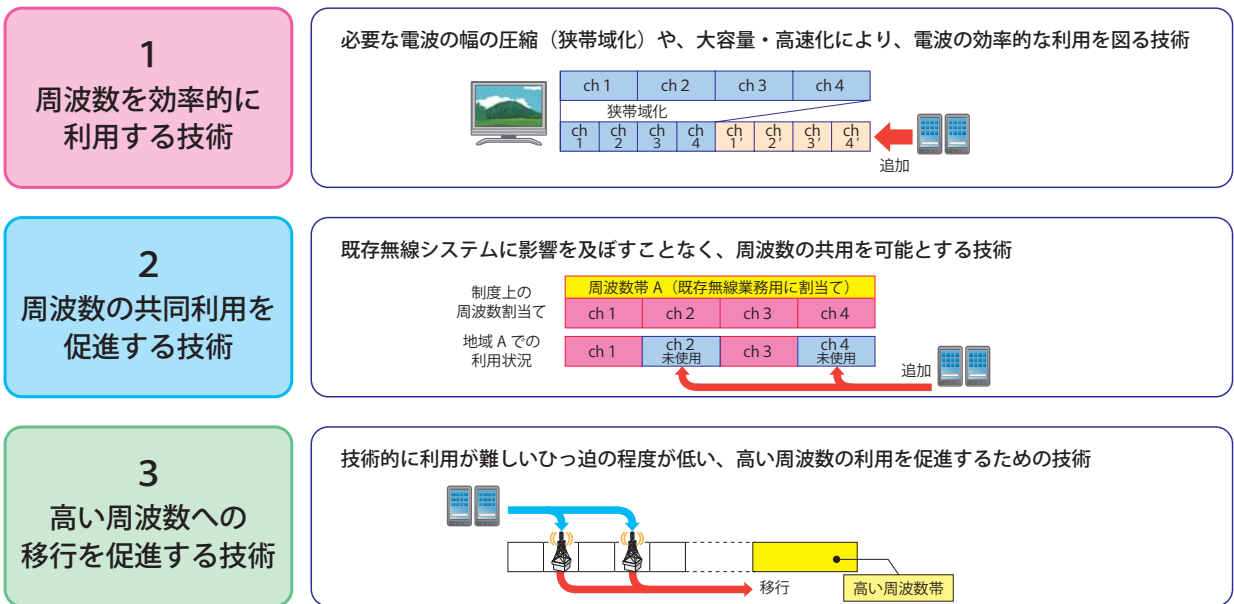 1
周波数を効率的に
利用する技術
必要な電波の幅の圧縮（狭帯域化）や、大容量・高速化により、電波の効率的な利用を図る技術
ch 1 ch 2 ch 3 ch 4
狭帯域化
ch 1 ch 2 ch 3 ch 4 ch 1' ch 2' ch 3' ch 4'
追加
2
周波数の共同利用を
促進する技術
既存無線システムに影響を及ぼすことなく、周波数の共用を可能とする技術
制度上の
周波数割当て
周波数帯 A（既存無線業務用に割当て）
ch 1 ch 2 ch 3 ch 4
地域 A での
利用状況
ch 1 ch 2 未使用 ch 3 ch 4 未使用
追加
3
高い周波数への
移行を促進する技術
技術的に利用が難しいひっ迫の程度が低い、高い周波数の利用を促進するための技術
移行
高い周波数帯